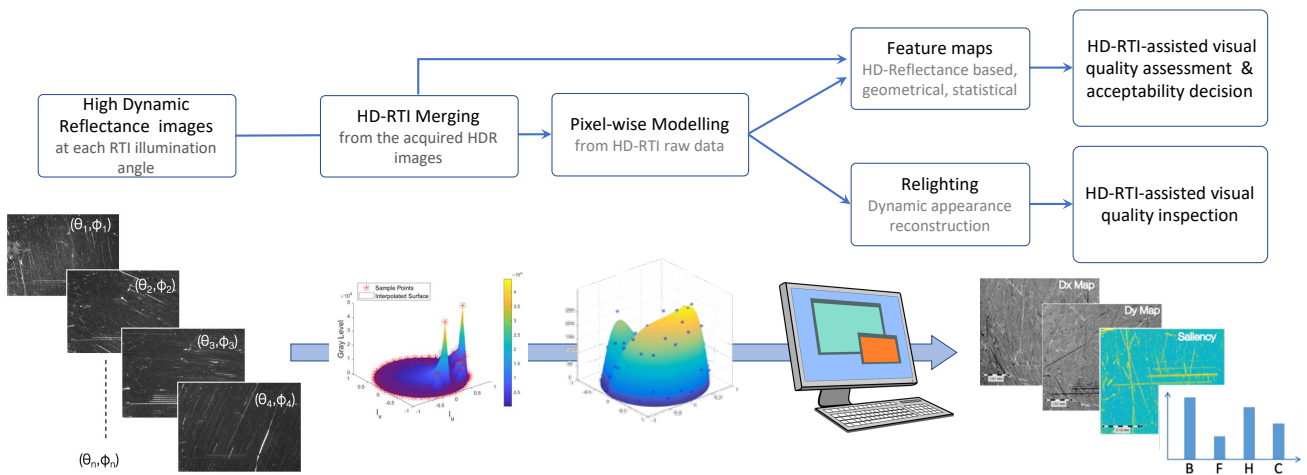 High Dynamic
Reflectance images
at each RTI illumination
angle
HD-RTI Merging
from the acquired HDR
images
Pixel-wise Modelling
from HD-RTI raw data
Feature maps
HD-Reflectance based,
geometrical, statistical
HD-RTI-assisted visual
quality assessment &
acceptability decision
Relighting
Dynamic appearance
reconstruction
HD-RTI-assisted visual
quality inspection
(θ1,ϕ1)
(θ2,ϕ2)
(θ3,ϕ3)
(θ4,ϕ4)
(θn,ϕn)
Sample Points
Interpolated Surface
Gray Level
lv
lu
Dx Map
Dy Map
Saliency
B F H C